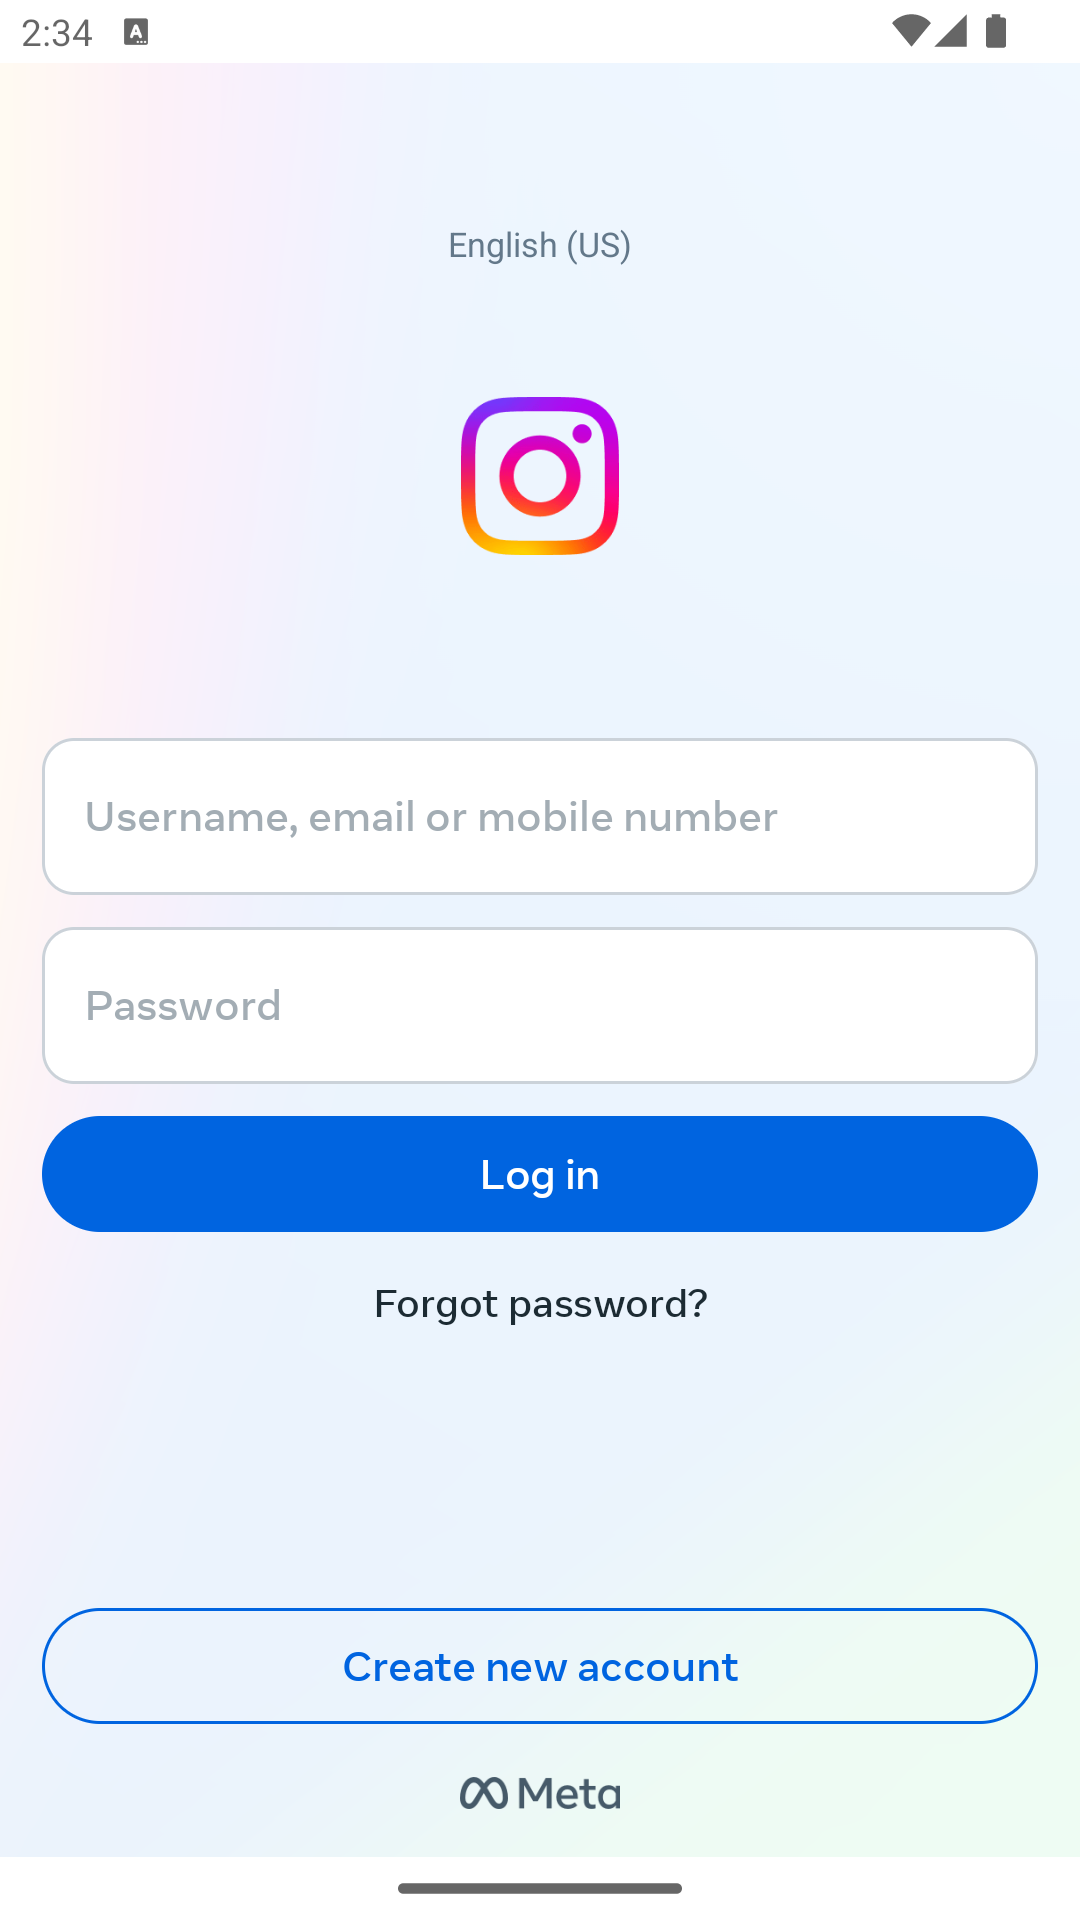 2:34
English (US)
Username, email or mobile number
Password
Log in
Forgot password?
Create new account
Meta